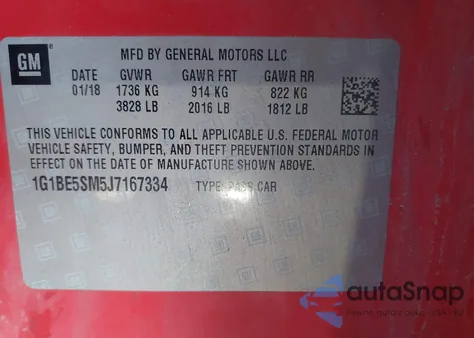 GM
MFD BY GENERAL MOTORS LLC
DATE GVWR GAWR FRT GAWR RR
01/18 1736 KG 914 KG 822 KG
3828 LB 2016 LB 1812 LB
THIS VEHICLE CONFORMS TO ALL APPLICABLE U.S. FEDERAL MOTOR
VEHICLE SAFETY, BUMPER, AND THEFT PREVENTION STANDARDS IN
EFFECT ON THE DATE OF MANUFACTURE SHOWN ABOVE.
1G1BE5SM5J7167334 TYPE: PASS CAR
autoSnap